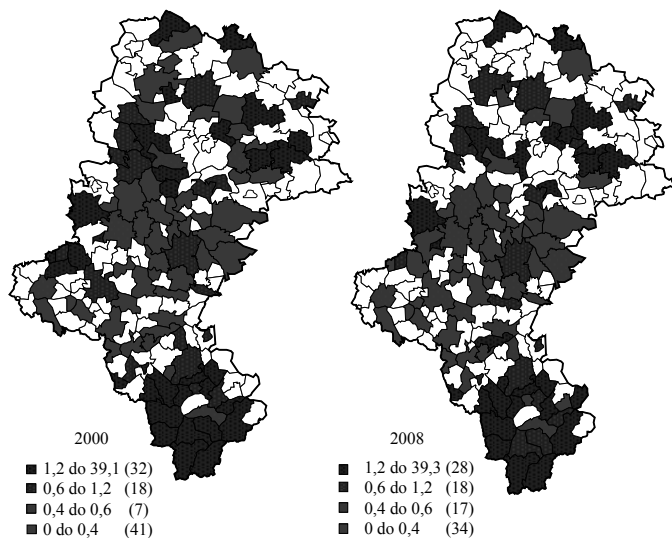 2000
1,2 do 39,1 (32)
0,6 do 1,2 (18)
0,4 do 0,6 (7)
0 do 0,4 (41)
2008
1,2 do 39,3 (28)
0,6 do 1,2 (18)
0,4 do 0,6 (17)
0 do 0,4 (34)